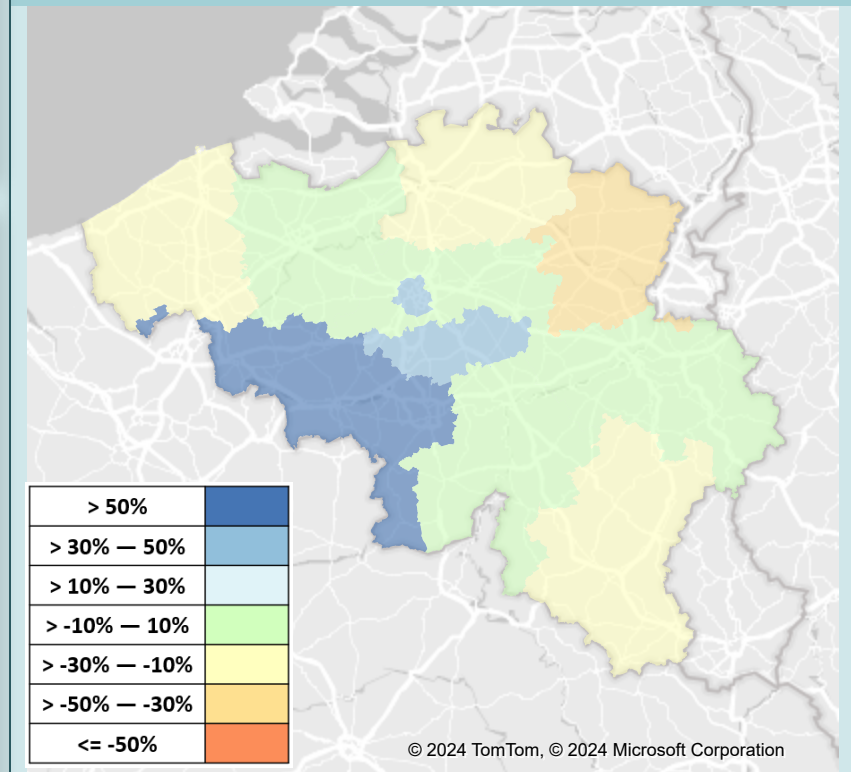 > 50%
> 30% — 50%
> 10% — 30%
> -10% — 10%
> -30% — -10%
> -50% — -30%
<= -50%
© 2024 TomTom, © 2024 Microsoft Corporation